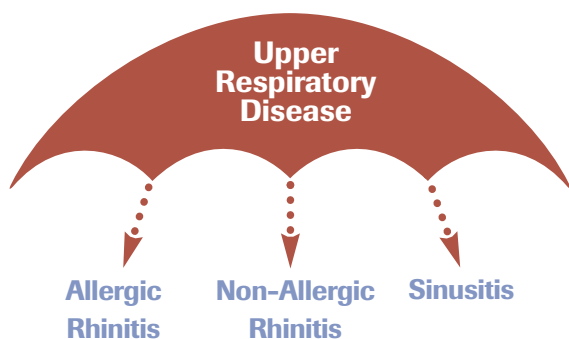 Upper
Respiratory
Disease
Allergic
Rhinitis
Non-Allergic
Rhinitis
Sinusitis